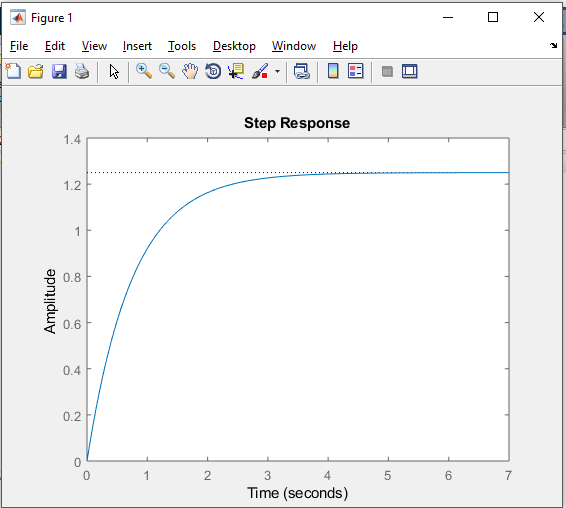 Figure 1
File Edit View Insert Tools Desktop Window Help
Step Response
1.4
1.2
1
0.8
0.6
0.4
0.2
0
Amplitude
0 1 2 3 4 5 6 7
Time (seconds)